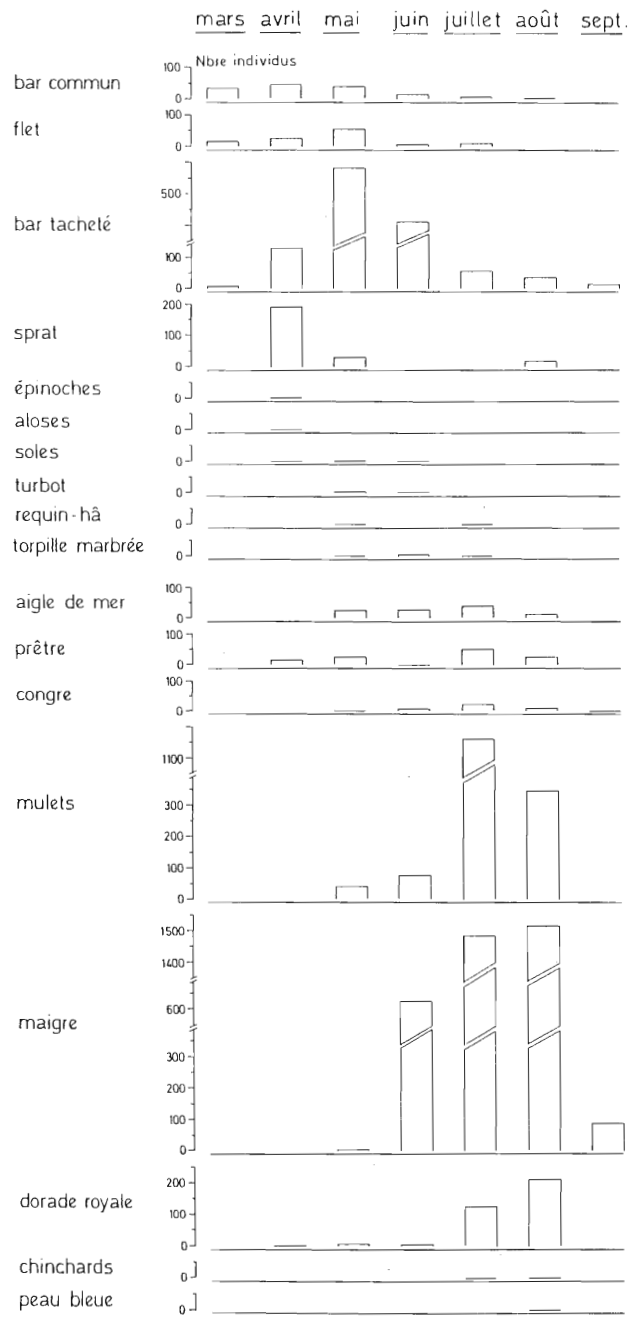 mars avril mai juin juillet août sept.
Nbre individus
100
bar commun
0
100
flet
0
500
bar tacheté
100
0
200
sprat
100
0
épinoches
0
aloses
0
soles
0
turbot
0
requin-hâ
0
torpille marbrée
0
100
aigle de mer
0
100
prêtre
0
100
congre
0
1100
mulets
300
200
100
0
1500
1400
600
maigre
300
200
100
0
200
dorade royale
100
0
chinchards
0
peau bleue
0